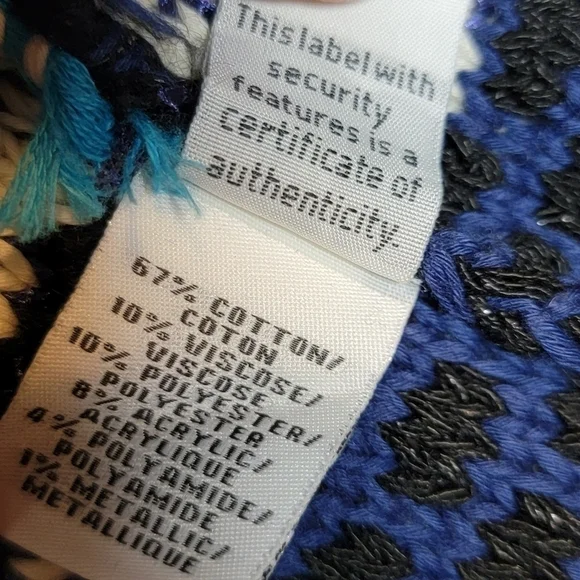 This label with
security
features is a
certificate of
authenticity.
67% COTTON/
COTON
10% VISCOSE/
VISCOSE
10% POLYESTER/
POLYESTER
8% ACRYLIC/
ACRYLIQUE
4% POLYAMIDE/
POLYAMIDE
1% METALLIC/
METALLIQUE